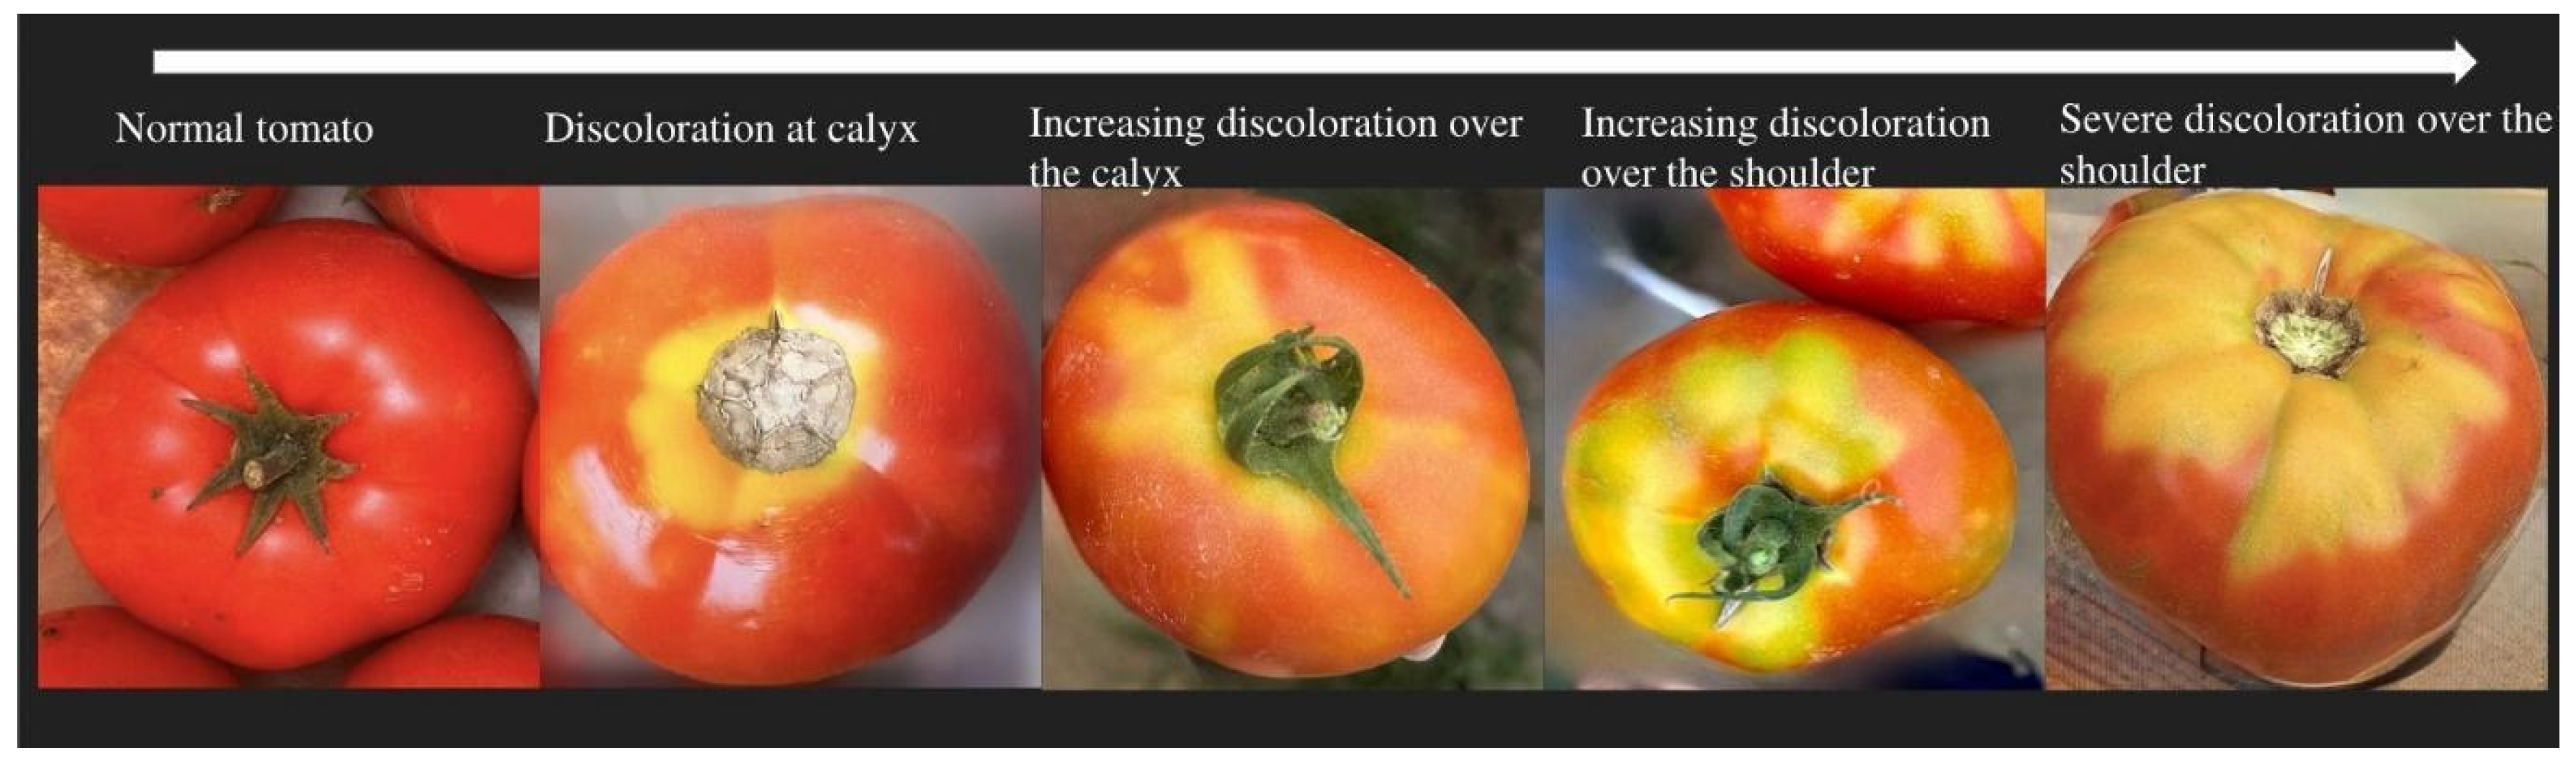 Normal tomato
Discoloration at calyx
Increasing discoloration over
the calyx
Increasing discoloration
over the shoulder
Severe discoloration over the
shoulder